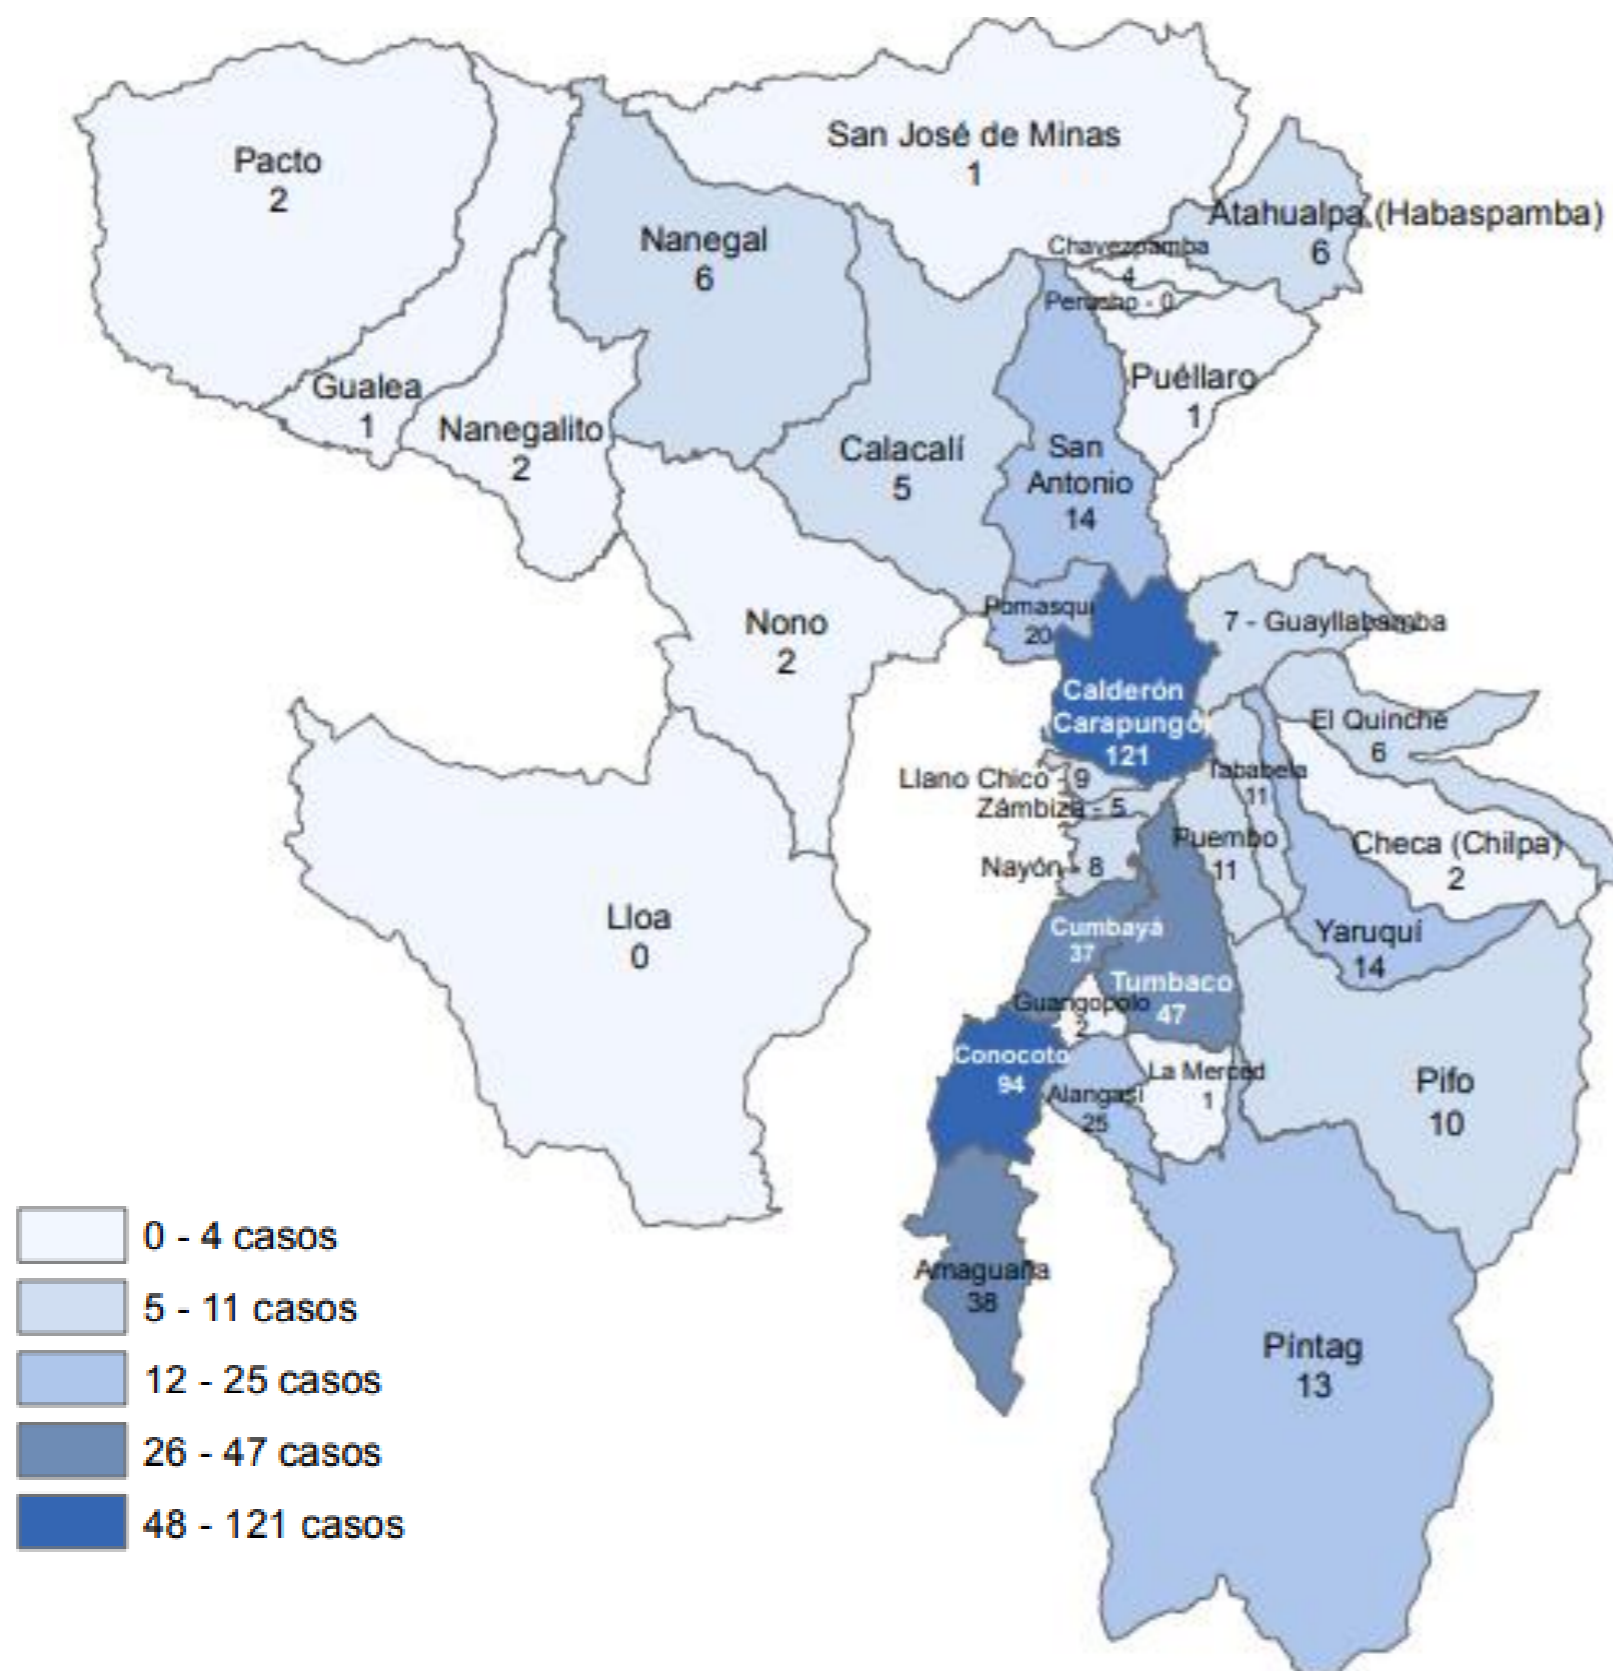 San José de Minas
1
Pacto
2
Atahualpa (Habaspamba)
6
Nanegal
6
Chavezpamba
4
Perucho - 0
Puéllaro
1
Gualea
1
Nanegalito
2
Calacalí
5
San
Antonio
14
Pomasqui
20
Nono
2
7 - Guayllabamba
Calderón
(Carapungo)
121
El Quinche
6
Llano Chico - 9
Tababela
11
Zámbiza - 5
Puembo
11
Checa (Chilpa)
2
Nayón - 8
Lloa
0
Cumbayá
37
Yaruquí
14
Tumbaco
47
Guangopolo
2
Conocoto
94
La Merced
1
Alangasí
25
Pifo
10
Amaguaña
38
Pintag
13
0 - 4 casos
5 - 11 casos
12 - 25 casos
26 - 47 casos
48 - 121 casos